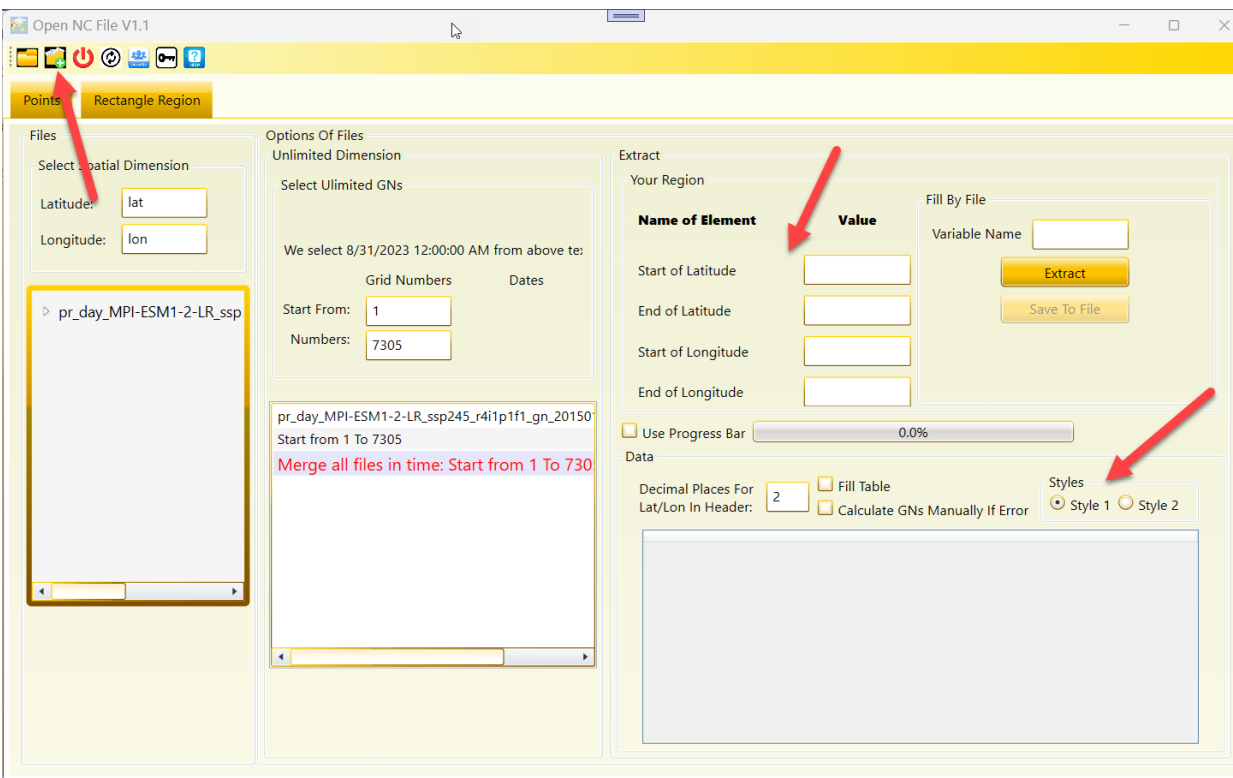 Open NC File V1.1
Points
Rectangle Region
Files
Select Spatial Dimension
Latitude:
lat
Longitude:
lon
pr_day_MPI-ESM1-2-LR_ssp
Options Of Files
Unlimited Dimension
Select Ulimited GNs
We select 8/31/2023 12:00:00 AM from above te
Grid Numbers
Dates
Start From:
1
Numbers:
7305
pr_day_MPI-ESM1-2-LR_ssp245_r4i1p1f1_gn_20150
Start from 1 To 7305
Merge all files in time: Start from 1 To 730
Extract
Your Region
Name of Element
Value
Start of Latitude
End of Latitude
Start of Longitude
End of Longitude
Fill By File
Variable Name
Extract
Save To File
Use Progress Bar
0.0%
Data
Decimal Places For
Lat/Lon In Header:
2
Fill Table
Calculate GNs Manually If Error
Styles
Style 1
Style 2